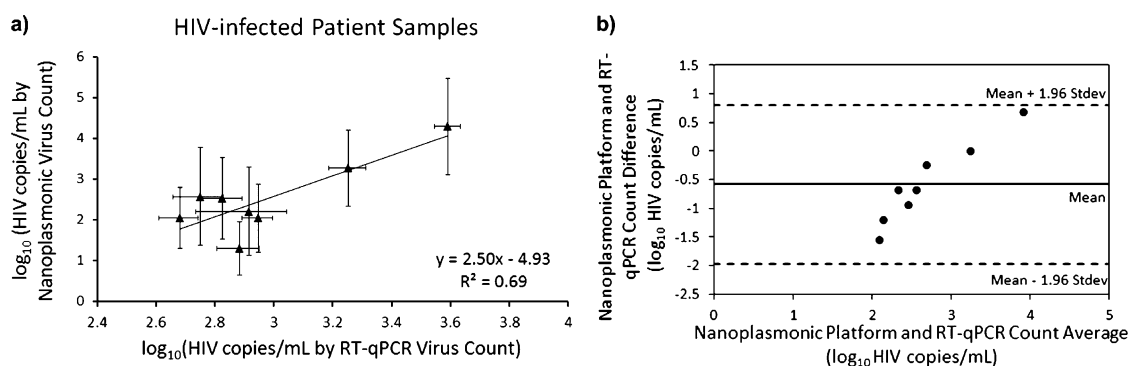 a)
HIV-infected Patient Samples
log10 (HIV copies/mL by
Nanoplasmonic Virus Count)
6
5
4
3
2
1
0
y = 2.50x - 4.93
R² = 0.69
2.4 2.6 2.8 3 3.2 3.4 3.6 3.8 4
log10(HIV copies/mL by RT-qPCR Virus Count)
b)
Nanoplasmonic Platform and RT-
qPCR Count Difference
(log10 HIV copies/mL)
1.5
1
0.5
0
-0.5
-1
-1.5
-2
-2.5
Mean + 1.96 Stdev
Mean
Mean - 1.96 Stdev
0 1 2 3 4 5
Nanoplasmonic Platform and RT-qPCR Count Average
(log10 HIV copies/mL)